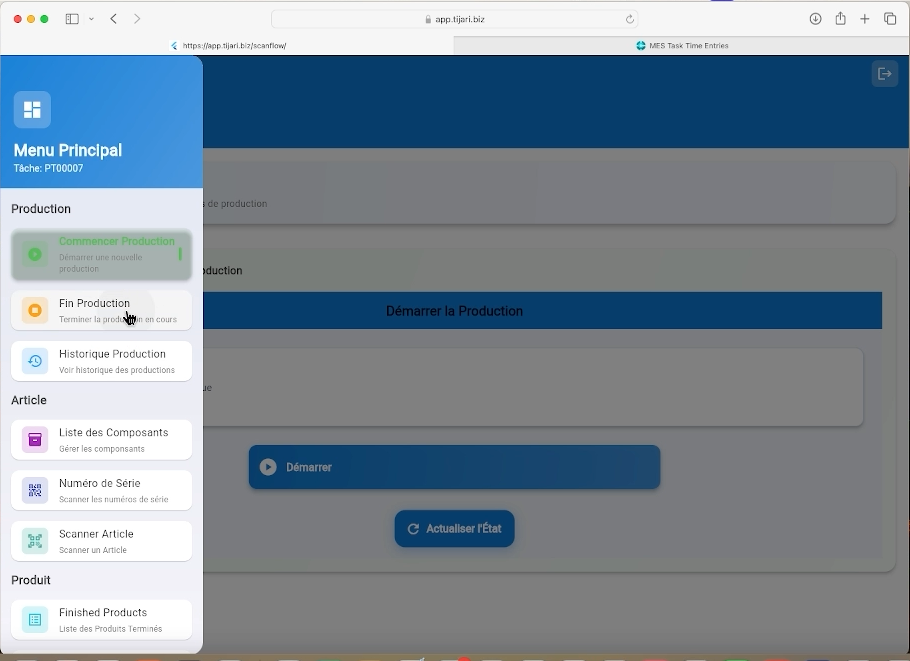 app.tijari.biz
https://app.tijari.biz/scanflow/
MES Task Time Entries
Menu Principal
Tâche: PT00007
Production
Commencer Production
Démarrer une nouvelle
production
Fin Production
Terminer la production en cours
Historique Production
Voir historique des productions
Article
Liste des Composants
Gérer les componsants
Numéro de Série
Scanner les numéros de série
Scanner Article
Scanner un Article
Produit
Finished Products
Liste des Produits Terminés
s de production
oduction
Démarrer la Production
ue
Démarrer
Actualiser l'État